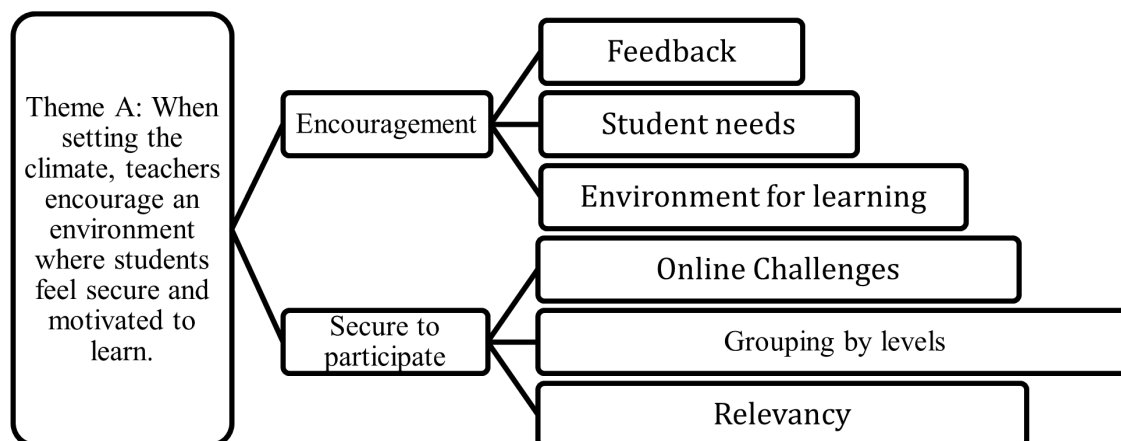 Theme A: When
setting the
climate, teachers
encourage an
environment
where students
feel secure and
motivated to
learn.
Encouragement
Feedback
Student needs
Environment for learning
Secure to
participate
Online Challenges
Grouping by levels
Relevancy